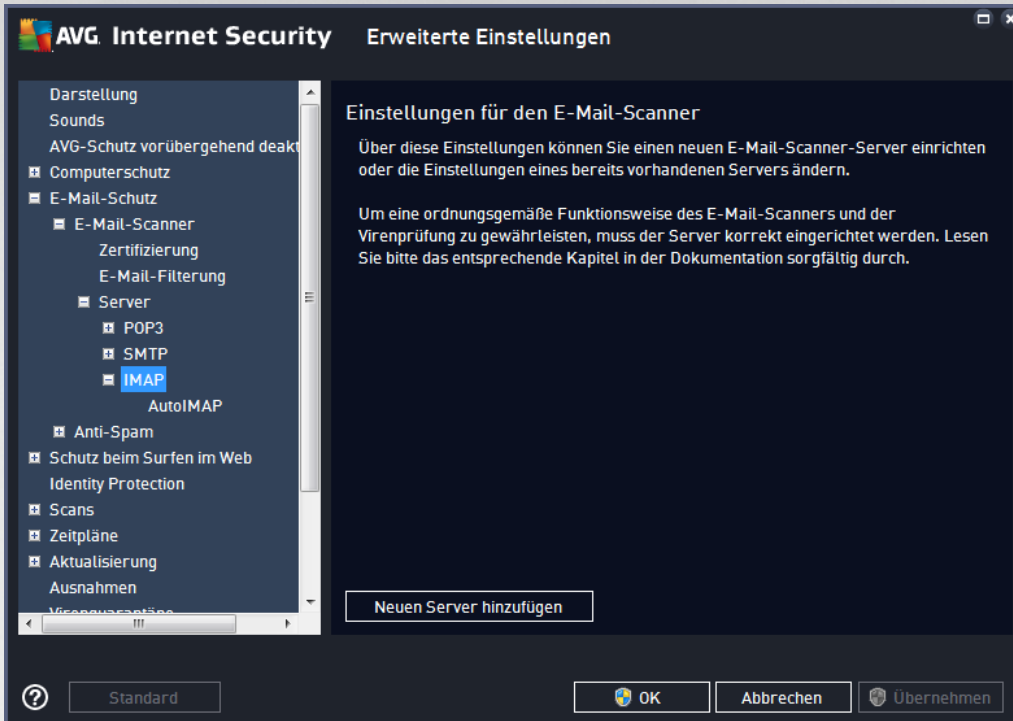 AVG Internet Security Erweiterte Einstellungen
Darstellung
Sounds
AVG-Schutz vorübergehend deakt
Computerschutz
E-Mail-Schutz
E-Mail-Scanner
Zertifizierung
E-Mail-Filterung
Server
POP3
SMTP
IMAP
AutoIMAP
Anti-Spam
Schutz beim Surfen im Web
Identity Protection
Scans
Zeitpläne
Aktualisierung
Ausnahmen
Virenquarantäne
Einstellungen für den E-Mail-Scanner
Über diese Einstellungen können Sie einen neuen E-Mail-Scanner-Server einrichten
oder die Einstellungen eines bereits vorhandenen Servers ändern.
Um eine ordnungsgemäße Funktionsweise des E-Mail-Scanners und der
Virenprüfung zu gewährleisten, muss der Server korrekt eingerichtet werden. Lesen
Sie bitte das entsprechende Kapitel in der Dokumentation sorgfältig durch.
Neuen Server hinzufügen
Standard
OK
Abbrechen
Übernehmen